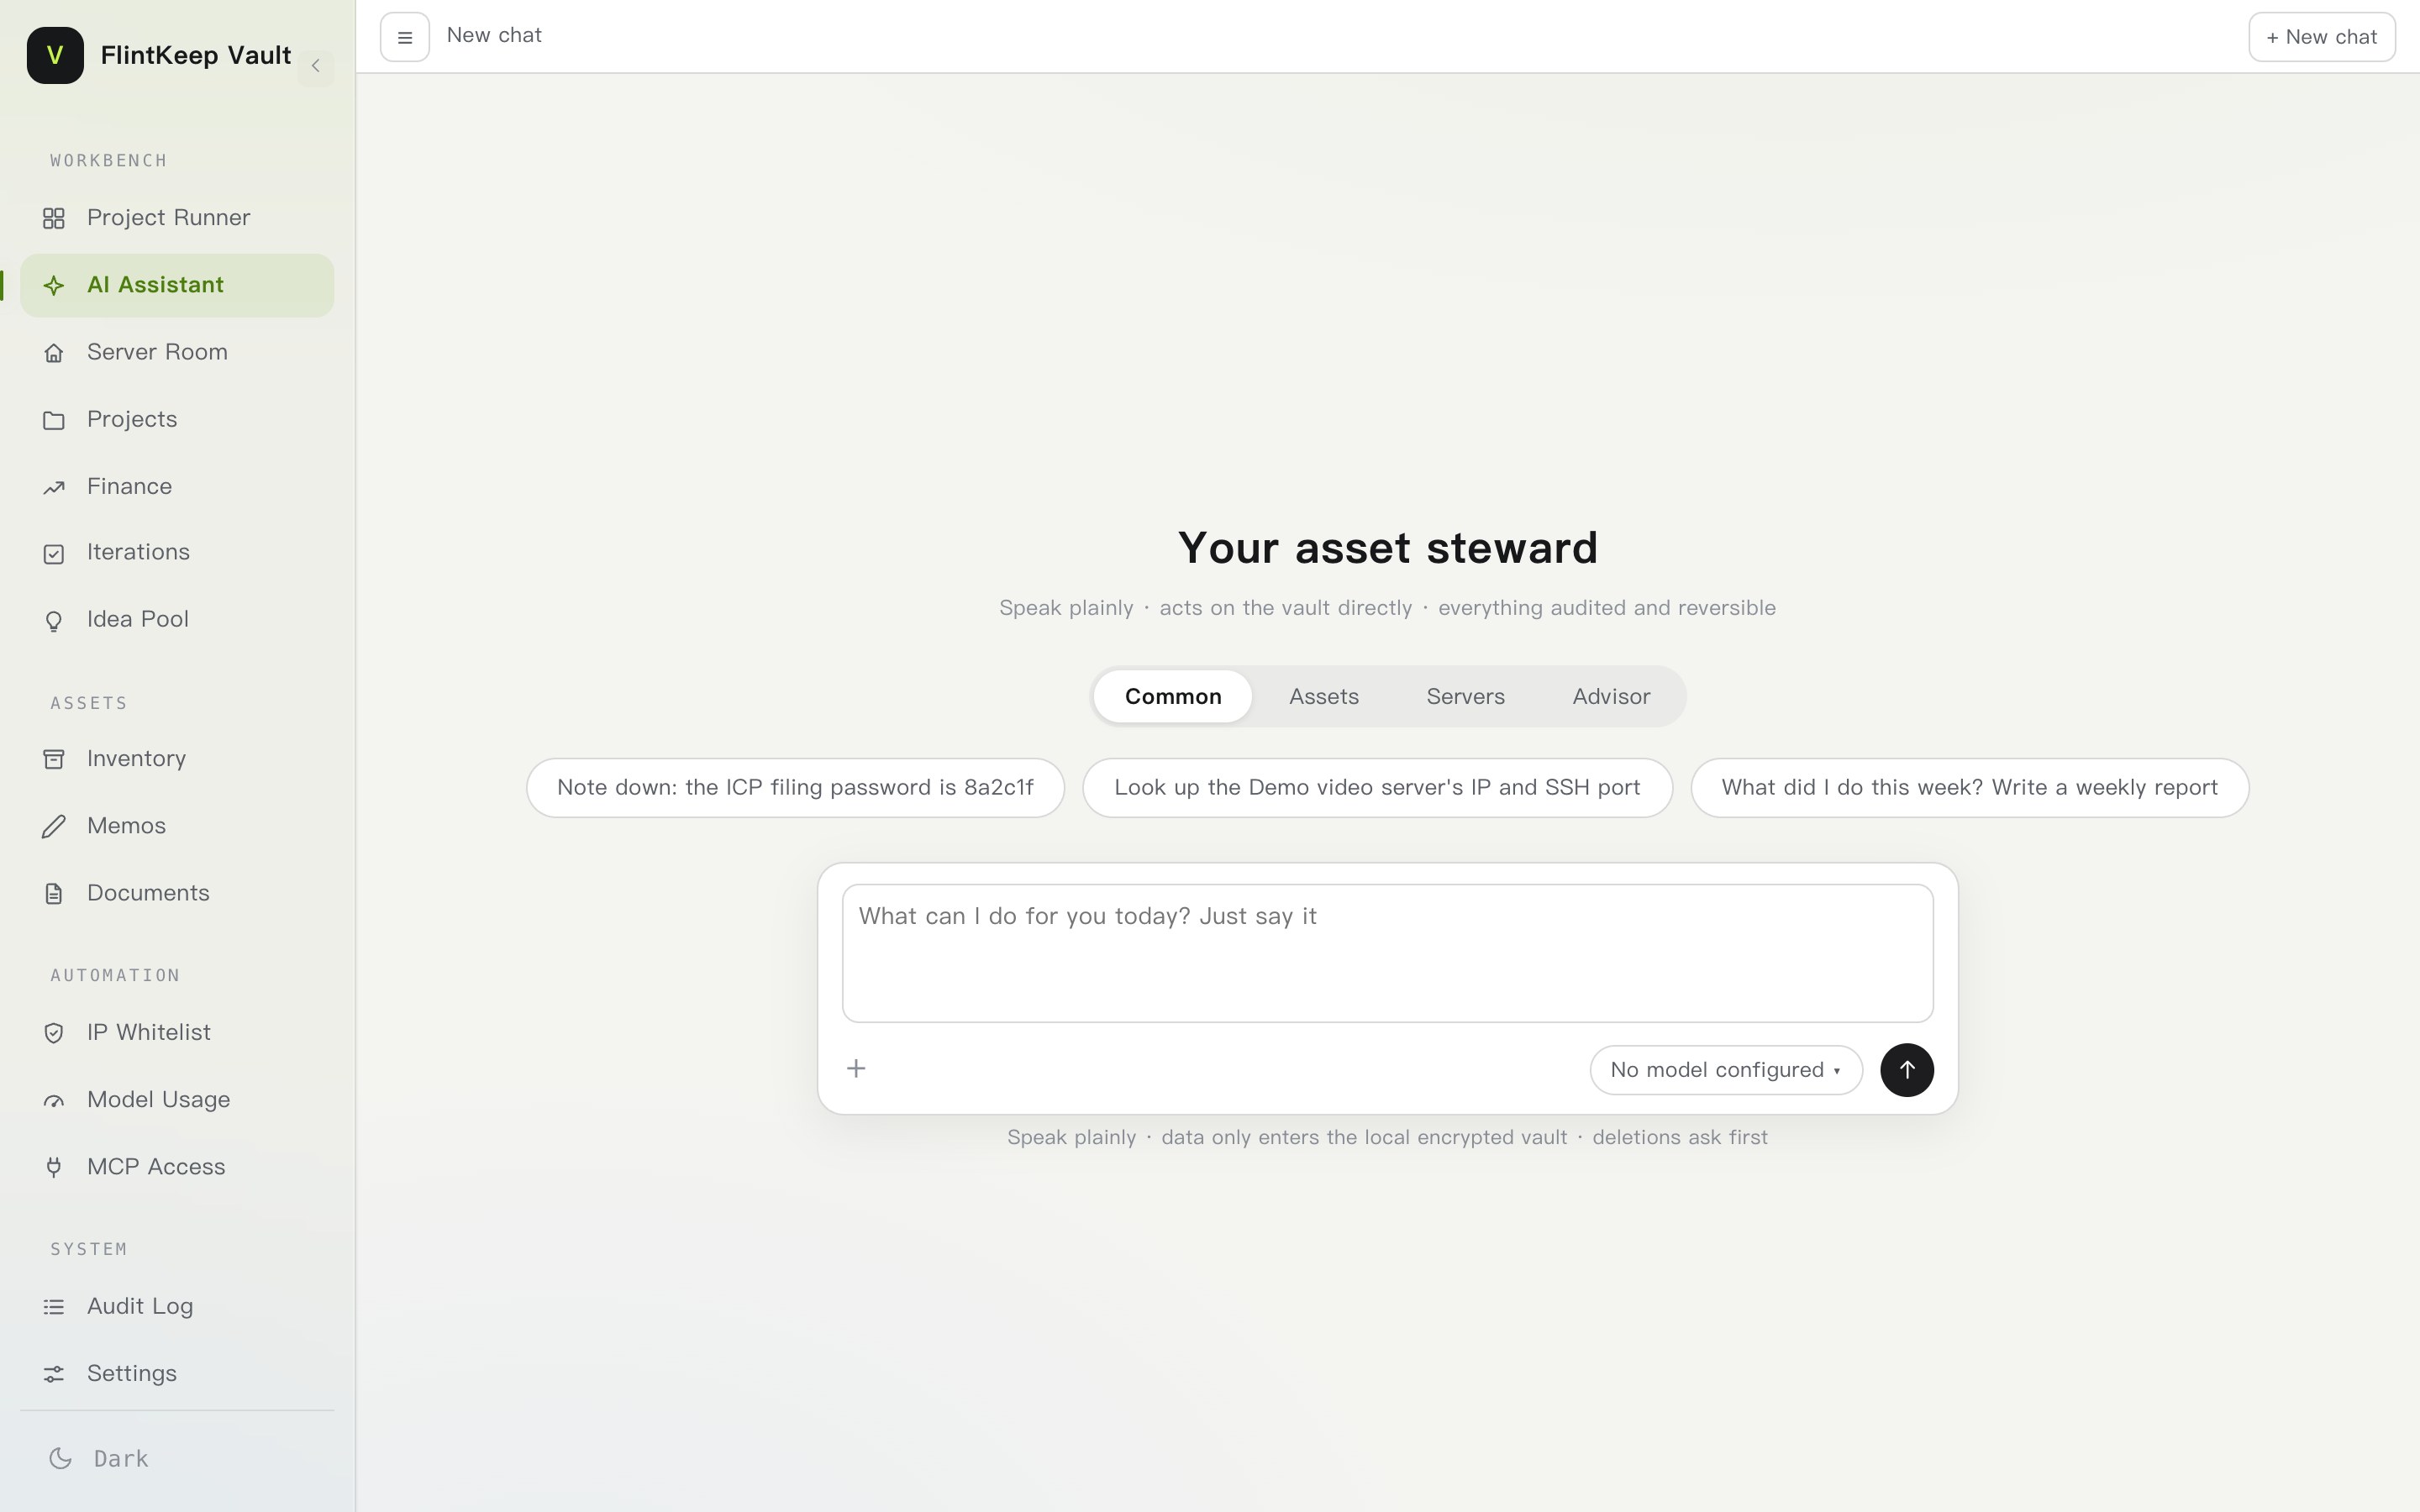 V
FlintKeep Vault
WORKBENCH
Project Runner
AI Assistant
Server Room
Projects
Finance
Iterations
Idea Pool
ASSETS
Inventory
Memos
Documents
AUTOMATION
IP Whitelist
Model Usage
MCP Access
SYSTEM
Audit Log
Settings
Dark
New chat
+ New chat
Your asset steward
Speak plainly · acts on the vault directly · everything audited and reversible
Common Assets Servers Advisor
Note down: the ICP filing password is 8a2c1f
Look up the Demo video server's IP and SSH port
What did I do this week? Write a weekly report
What can I do for you today? Just say it
No model configured
Speak plainly · data only enters the local encrypted vault · deletions ask first